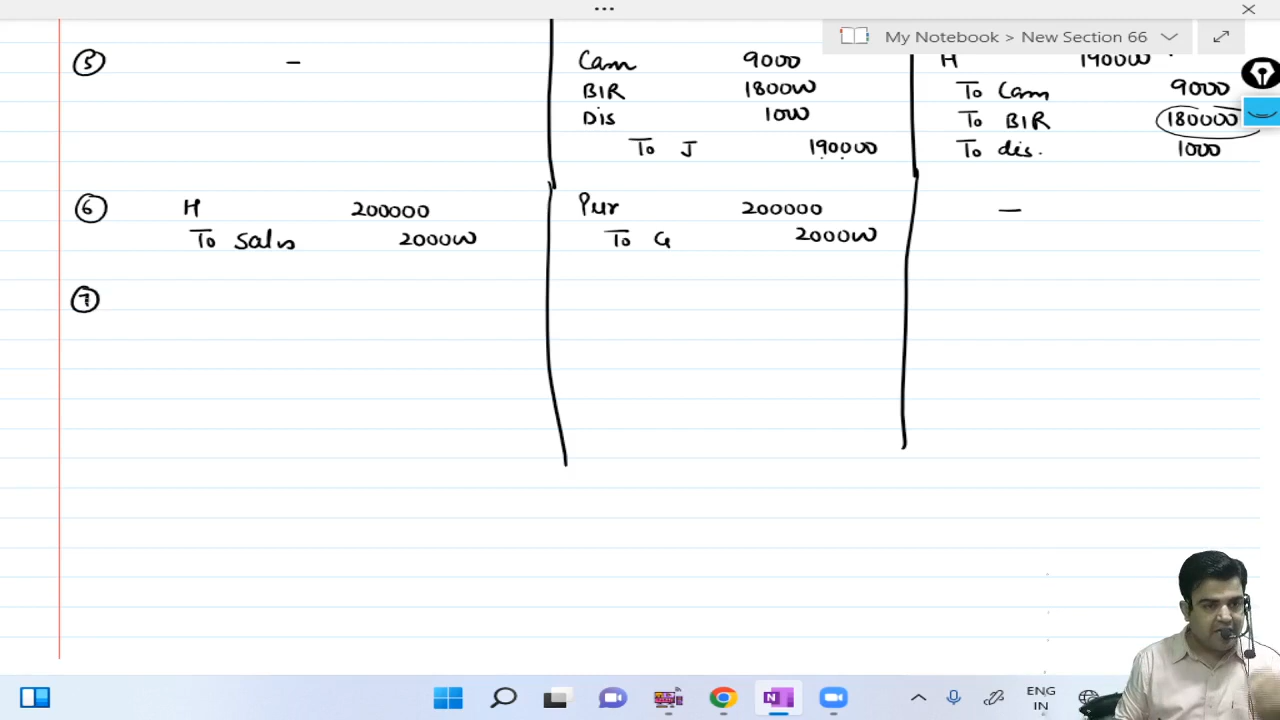 ...
My Notebook > New Section 66
5 –
Cam 9000
BIR 180000
Dis 1000
To J 190000
H 190000
To Cam 9000
To BIR 180000
To dis. 1000
6
H 200000
To Sales 200000
Pur 200000
To G 200000
–
7
ENG
IN